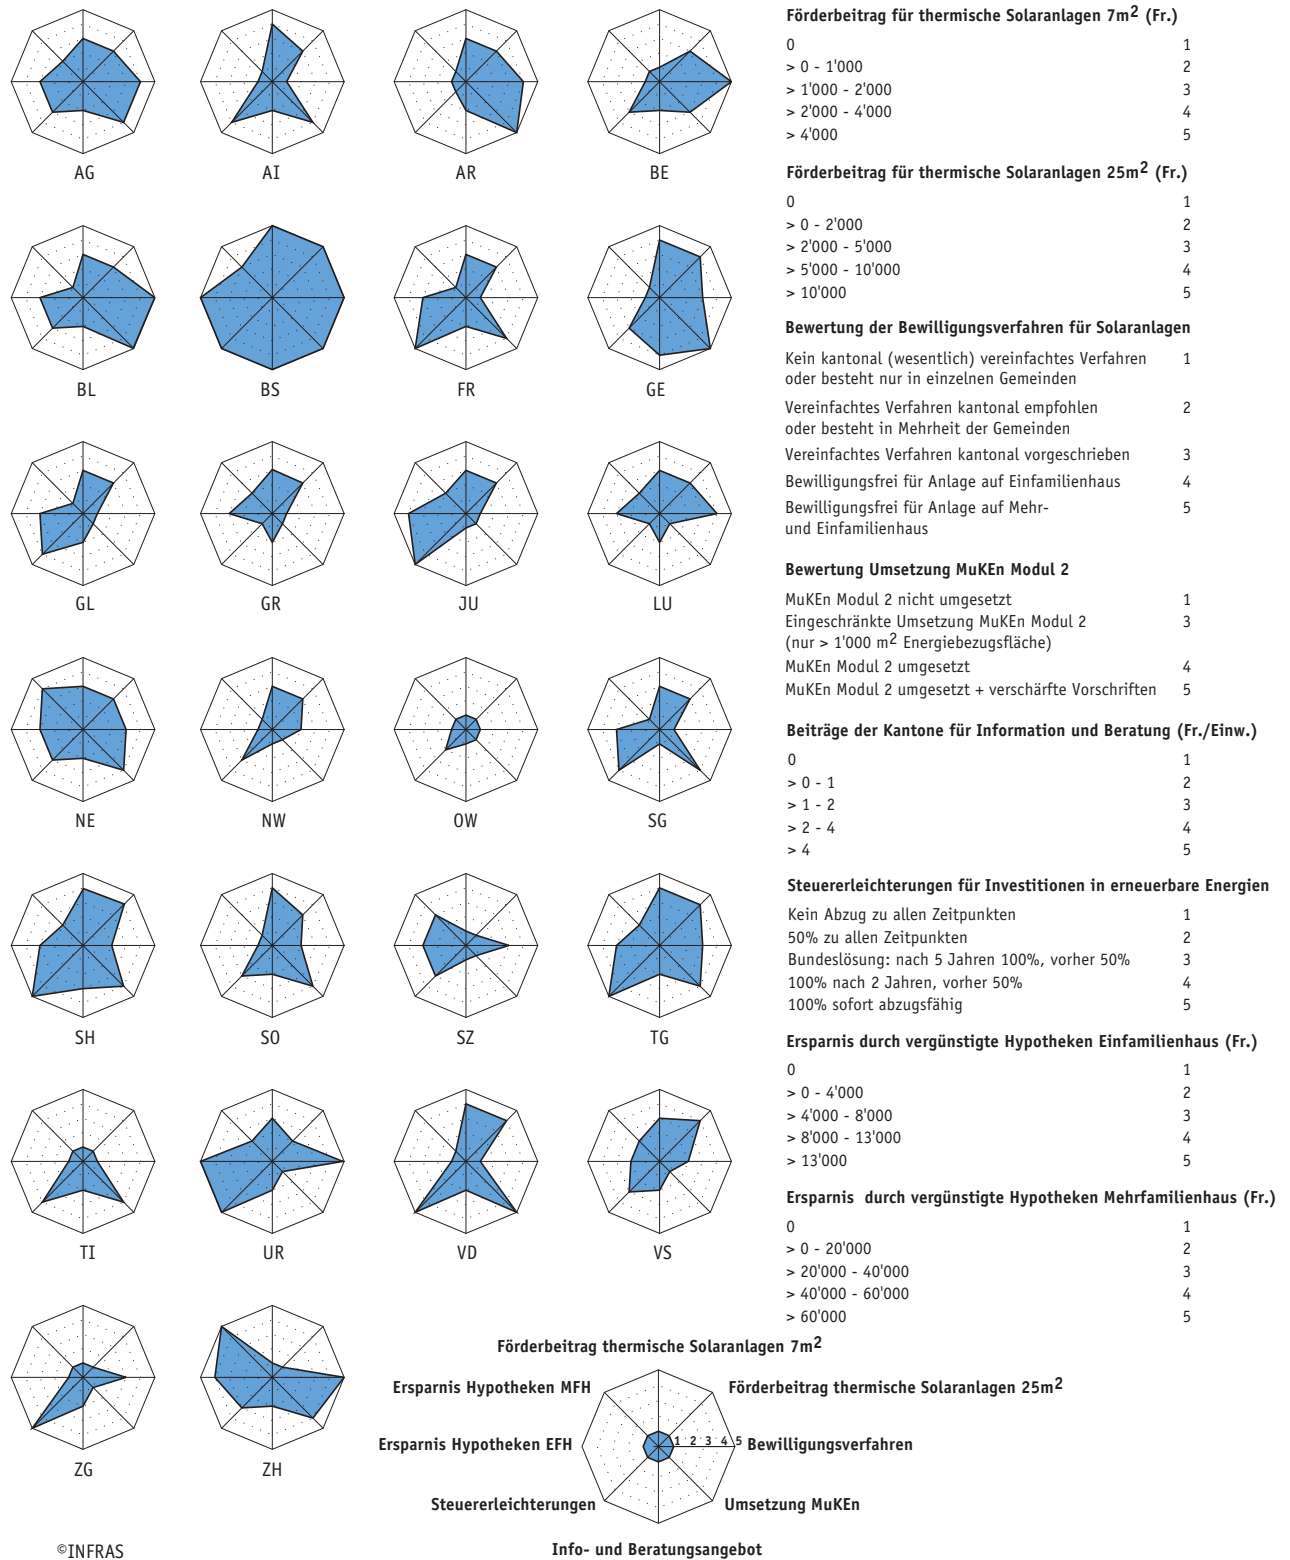 AG
AI
AR
BE
BL
BS
FR
GE
GL
GR
JU
LU
NE
NW
OW
SG
SH
SO
SZ
TG
TI
UR
VD
VS
ZG
ZH
Förderbeitrag für thermische Solaranlagen 7m2 (Fr.)
0 1
> 0 - 1'000 2
> 1'000 - 2'000 3
> 2'000 - 4'000 4
> 4'000 5
Förderbeitrag für thermische Solaranlagen 25m2 (Fr.)
0 1
> 0 - 2'000 2
> 2'000 - 5'000 3
> 5'000 - 10'000 4
> 10'000 5
Bewertung der Bewilligungsverfahren für Solaranlagen
Kein kantonal (wesentlich) vereinfachtes Verfahren 1
oder besteht nur in einzelnen Gemeinden
Vereinfachtes Verfahren kantonal empfohlen 2
oder besteht in Mehrheit der Gemeinden
Vereinfachtes Verfahren kantonal vorgeschrieben 3
Bewilligungsfrei für Anlage auf Einfamilienhaus 4
Bewilligungsfrei für Anlage auf Mehr- 5
und Einfamilienhaus
Bewertung Umsetzung MuKEn Modul 2
MuKEn Modul 2 nicht umgesetzt 1
Eingeschränkte Umsetzung MuKEn Modul 2 3
(nur > 1'000 m2 Energiebezugsfläche)
MuKEn Modul 2 umgesetzt 4
MuKEn Modul 2 umgesetzt + verschärfte Vorschriften 5
Beiträge der Kantone für Information und Beratung (Fr./Einw.)
0 1
> 0 - 1 2
> 1 - 2 3
> 2 - 4 4
> 4 5
Steuererleichterungen für Investitionen in erneuerbare Energien
Kein Abzug zu allen Zeitpunkten 1
50% zu allen Zeitpunkten 2
Bundeslösung: nach 5 Jahren 100%, vorher 50% 3
100% nach 2 Jahren, vorher 50% 4
100% sofort abzugsfähig 5
Ersparnis durch vergünstigte Hypotheken Einfamilienhaus (Fr.)
0 1
> 0 - 4'000 2
> 4'000 - 8'000 3
> 8'000 - 13'000 4
> 13'000 5
Ersparnis durch vergünstigte Hypotheken Mehrfamilienhaus (Fr.)
0 1
> 0 - 20'000 2
> 20'000 - 40'000 3
> 40'000 - 60'000 4
> 60'000 5
Förderbeitrag thermische Solaranlagen 7m2
Ersparnis Hypotheken MFH
Förderbeitrag thermische Solaranlagen 25m2
Ersparnis Hypotheken EFH
1 2 3 4 5
Bewilligungsverfahren
Steuererleichterungen
Umsetzung MuKEn
Info- und Beratungsangebot
©INFRAS